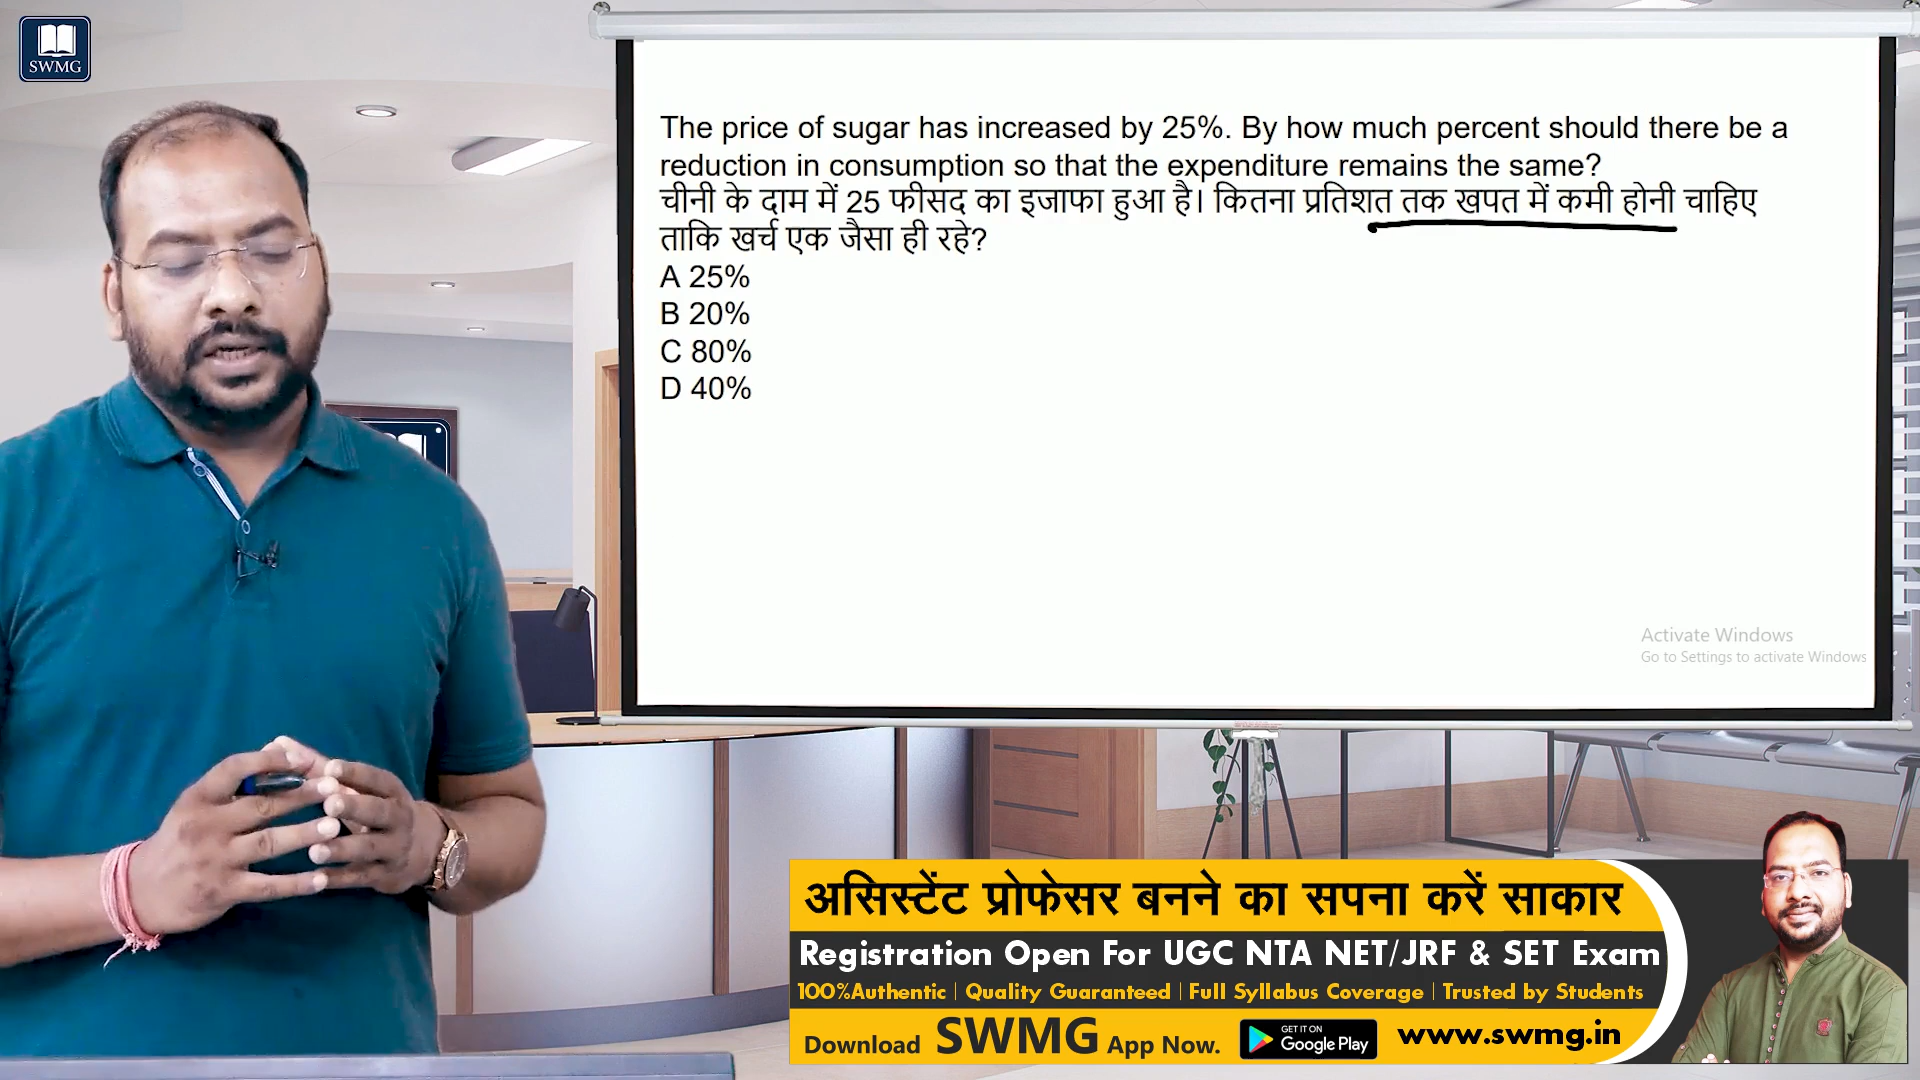 SWMG
The price of sugar has increased by 25%. By how much percent should there be a
reduction in consumption so that the expenditure remains the same?
चीनी के दाम में 25 फीसद का इजाफा हुआ है। कितना प्रतिशत तक खपत में कमी होनी चाहिए
ताकि खर्च एक जैसा ही रहे?
A 25%
B 20%
C 80%
D 40%
Activate Windows
Go to Settings to activate Windows
असिस्टेंट प्रोफेसर बनने का सपना करें साकार
Registration Open For UGC NTA NET/JRF & SET Exam
100%Authentic | Quality Guaranteed | Full Syllabus Coverage | Trusted by Students
Download SWMG App Now. GET IT ON Google Play www.swmg.in